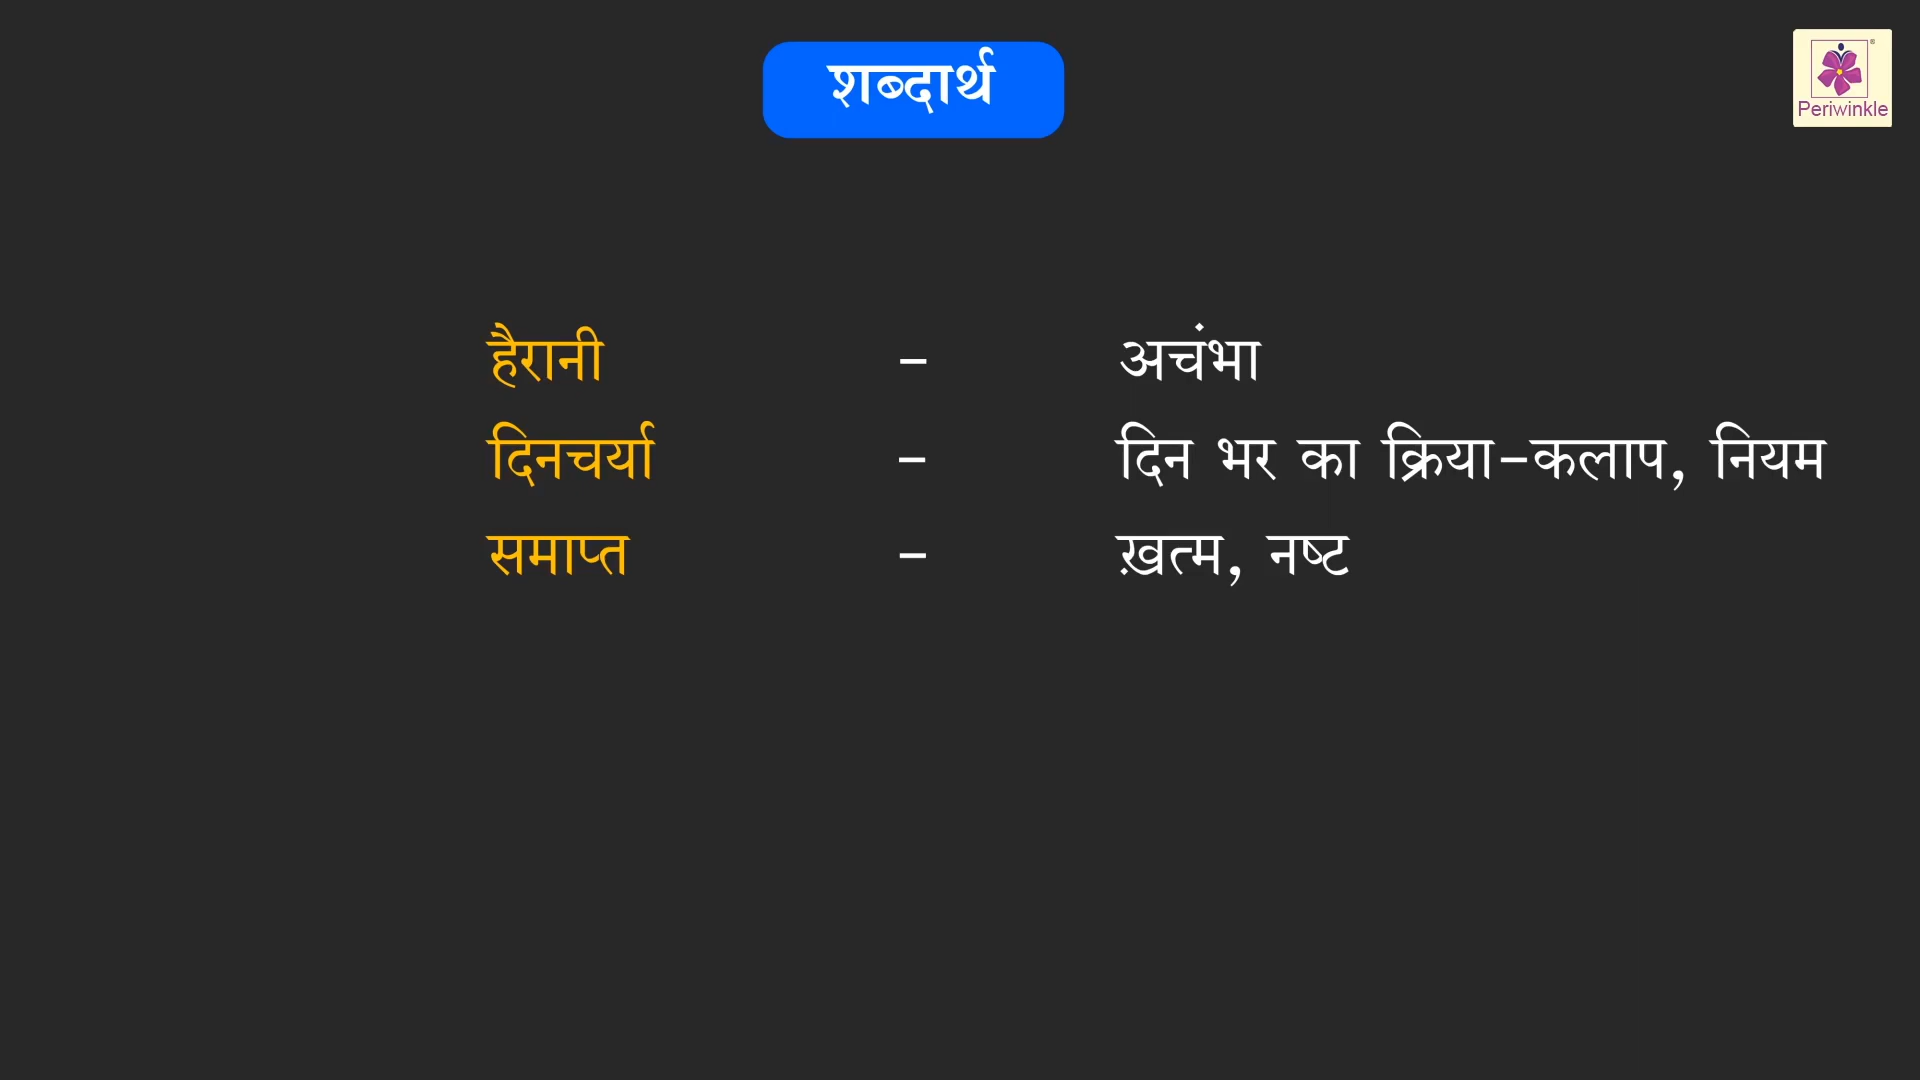 शब्दार्थ
Periwinkle
हैरानी - अचंभा
दिनचर्या - दिन भर का क्रिया-कलाप, नियम
समाप्त - ख़त्म, नष्ट